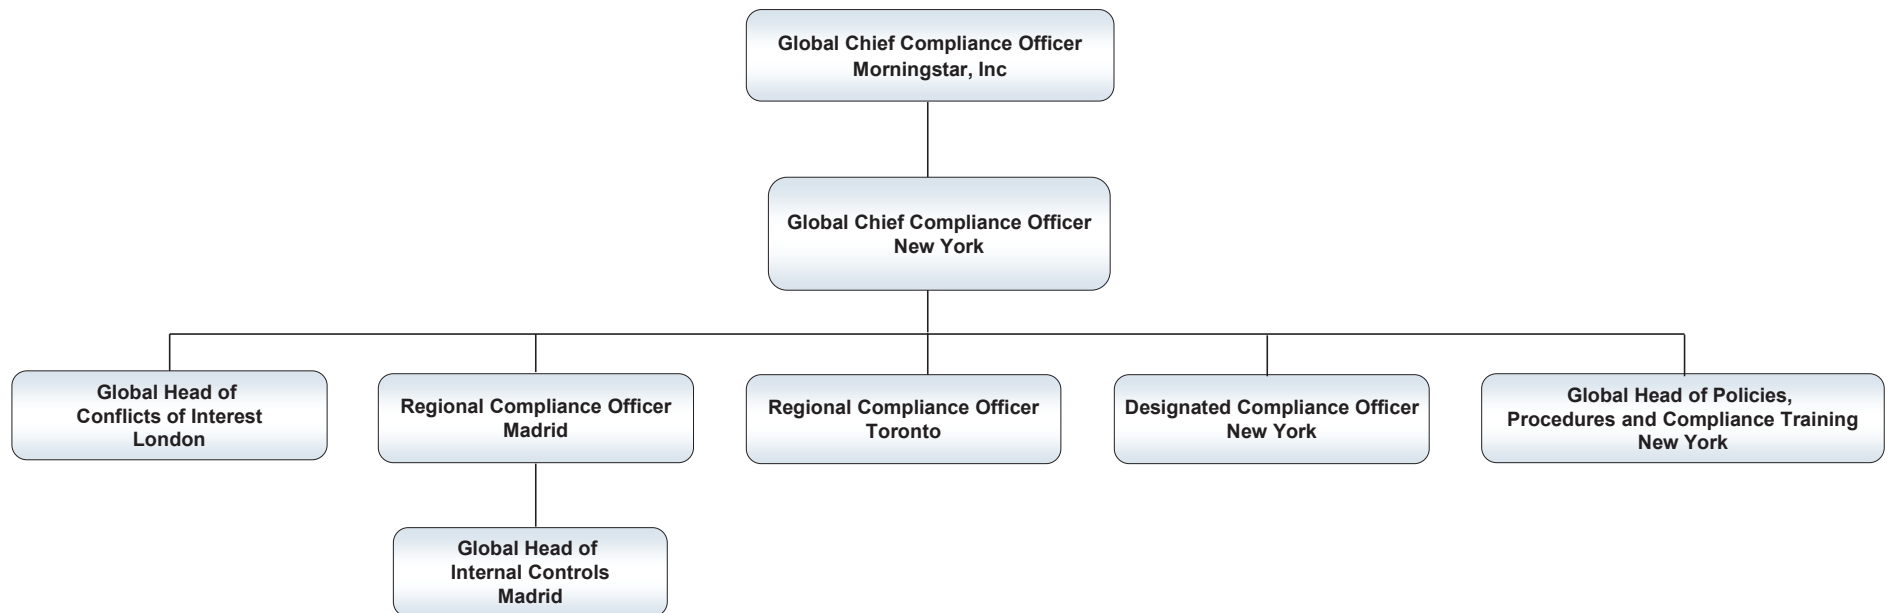 Global Chief Compliance Officer
Morningstar, Inc
Global Chief Compliance Officer
New York
Global Head of
Conflicts of Interest
London
Regional Compliance Officer
Madrid
Regional Compliance Officer
Toronto
Designated Compliance Officer
New York
Global Head of Policies,
Procedures and Compliance Training
New York
Global Head of
Internal Controls
Madrid